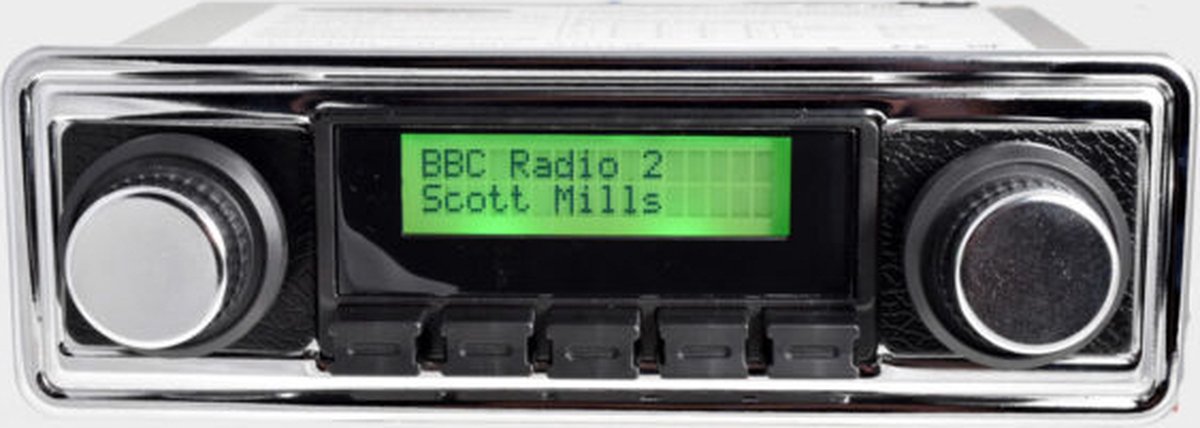 BBC Radio 2
Scott Mills